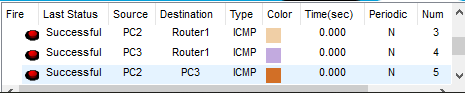 Fire Last Status Source Destination Type Color Time(sec) Periodic Num
Successful PC2 Router1 ICMP 0.000 N 3
Successful PC3 Router1 ICMP 0.000 N 4
Successful PC2 PC3 ICMP 0.000 N 5